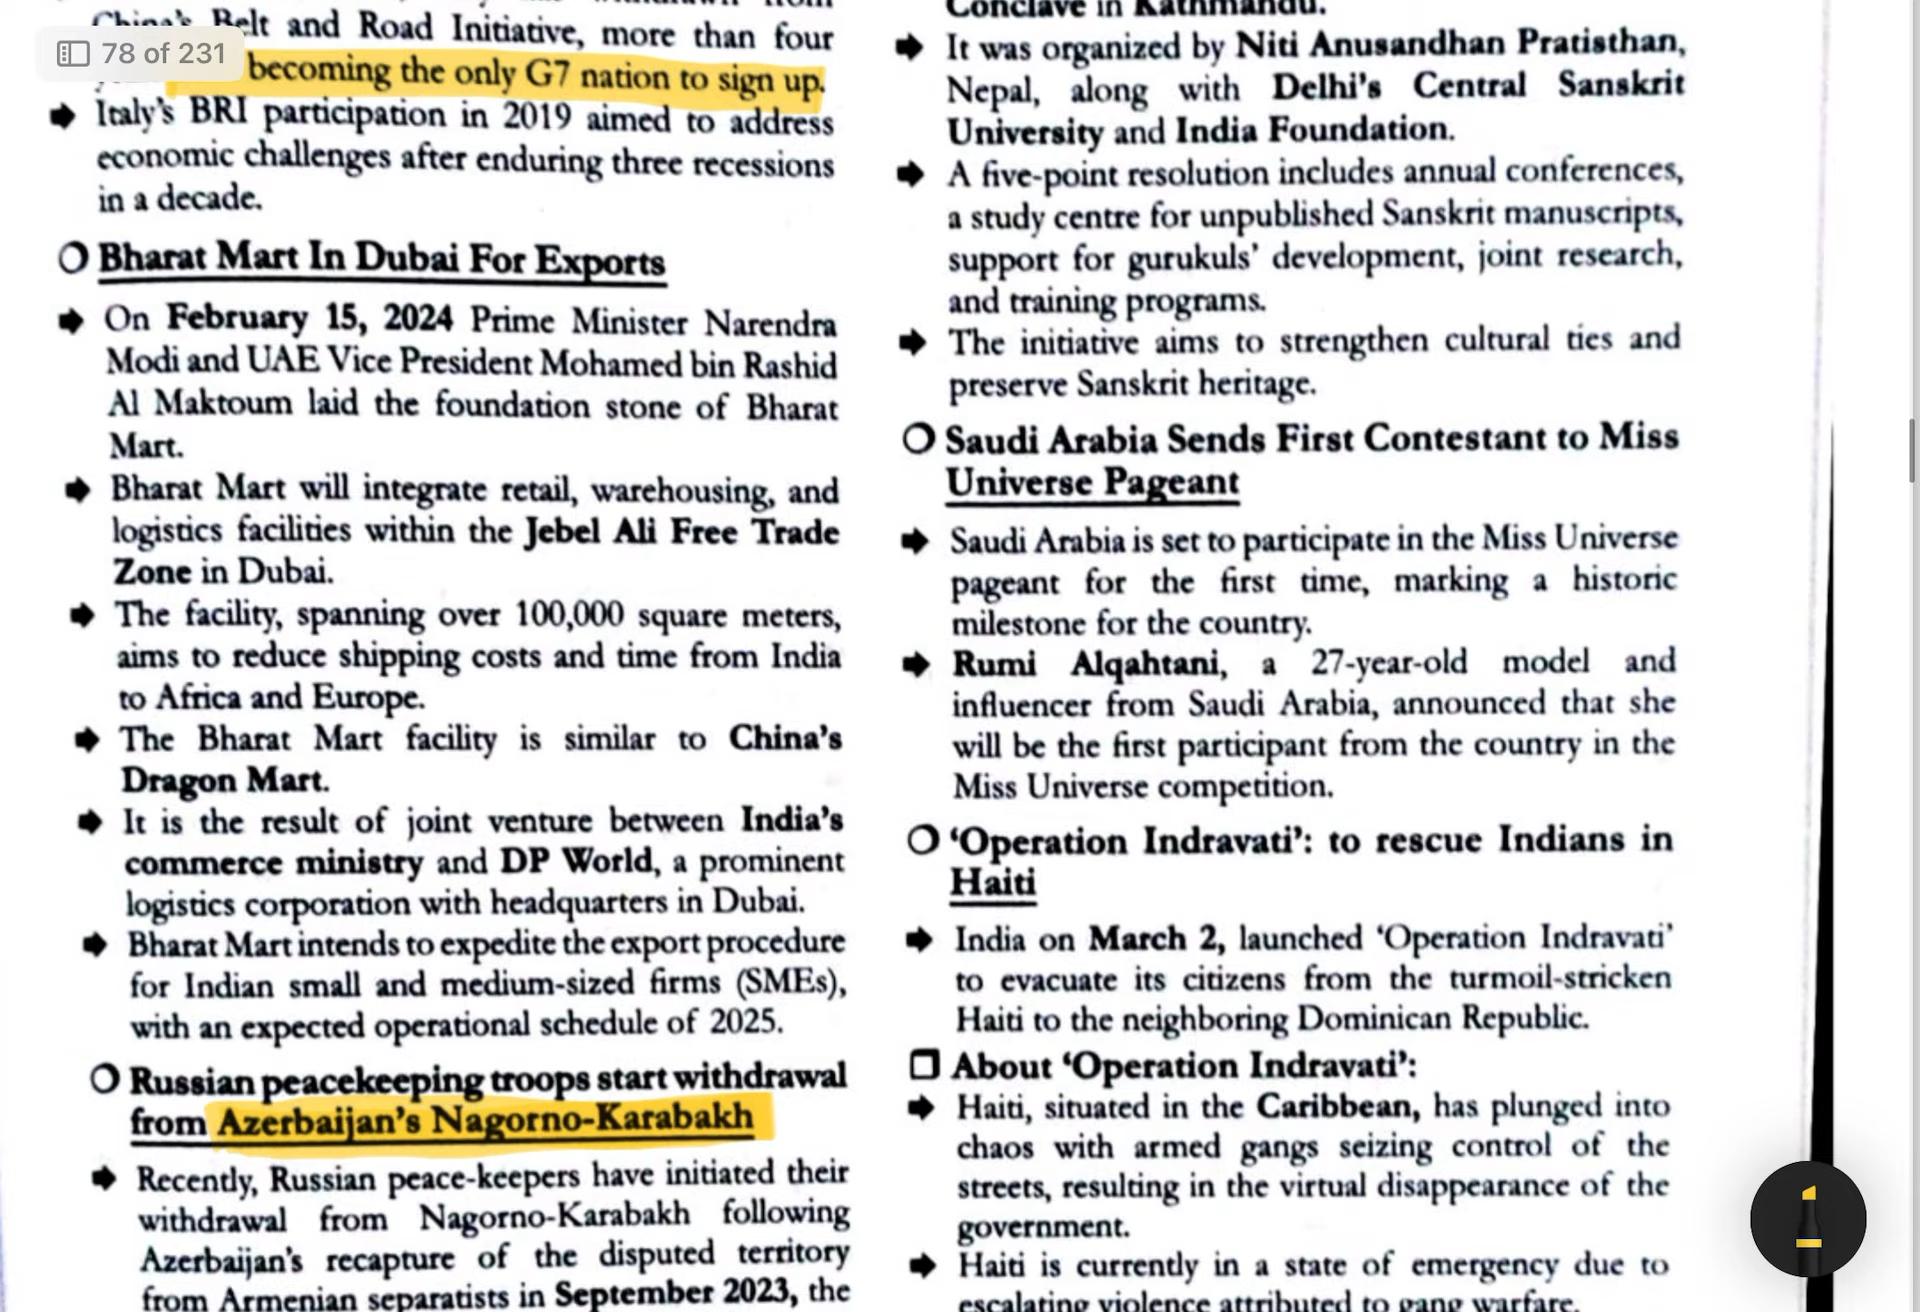 78 of 231
China's Belt and Road Initiative, more than four
becoming the only G7 nation to sign up.
➔ Italy's BRI participation in 2019 aimed to address
economic challenges after enduring three recessions
in a decade.
Bharat Mart In Dubai For Exports
➔ On February 15, 2024 Prime Minister Narendra
Modi and UAE Vice President Mohamed bin Rashid
Al Maktoum laid the foundation stone of Bharat
Mart.
➔ Bharat Mart will integrate retail, warehousing, and
logistics facilities within the Jebel Ali Free Trade
Zone in Dubai.
➔ The facility, spanning over 100,000 square meters,
aims to reduce shipping costs and time from India
to Africa and Europe.
➔ The Bharat Mart facility is similar to China's
Dragon Mart.
➔ It is the result of joint venture between India's
commerce ministry and DP World, a prominent
logistics corporation with headquarters in Dubai.
➔ Bharat Mart intends to expedite the export procedure
for Indian small and medium-sized firms (SMEs),
with an expected operational schedule of 2025.
Russian peacekeeping troops start withdrawal
from Azerbaijan's Nagorno-Karabakh
➔ Recently, Russian peace-keepers have initiated their
withdrawal from Nagorno-Karabakh following
Azerbaijan's recapture of the disputed territory
from Armenian separatists in September 2023, the
Conclave in Kathmandu.
➔ It was organized by Niti Anusandhan Pratisthan,
Nepal, along with Delhi's Central Sanskrit
University and India Foundation.
➔ A five-point resolution includes annual conferences,
a study centre for unpublished Sanskrit manuscripts,
support for gurukuls' development, joint research,
and training programs.
➔ The initiative aims to strengthen cultural ties and
preserve Sanskrit heritage.
Saudi Arabia Sends First Contestant to Miss
Universe Pageant
➔ Saudi Arabia is set to participate in the Miss Universe
pageant for the first time, marking a historic
milestone for the country.
➔ Rumi Alqahtani, a 27-year-old model and
influencer from Saudi Arabia, announced that she
will be the first participant from the country in the
Miss Universe competition.
'Operation Indravati': to rescue Indians in
Haiti
➔ India on March 2, launched 'Operation Indravati'
to evacuate its citizens from the turmoil-stricken
Haiti to the neighboring Dominican Republic.
About 'Operation Indravati':
➔ Haiti, situated in the Caribbean, has plunged into
chaos with armed gangs seizing control of the
streets, resulting in the virtual disappearance of the
government.
➔ Haiti is currently in a state of emergency due to
escalating violence attributed to gang warfare.